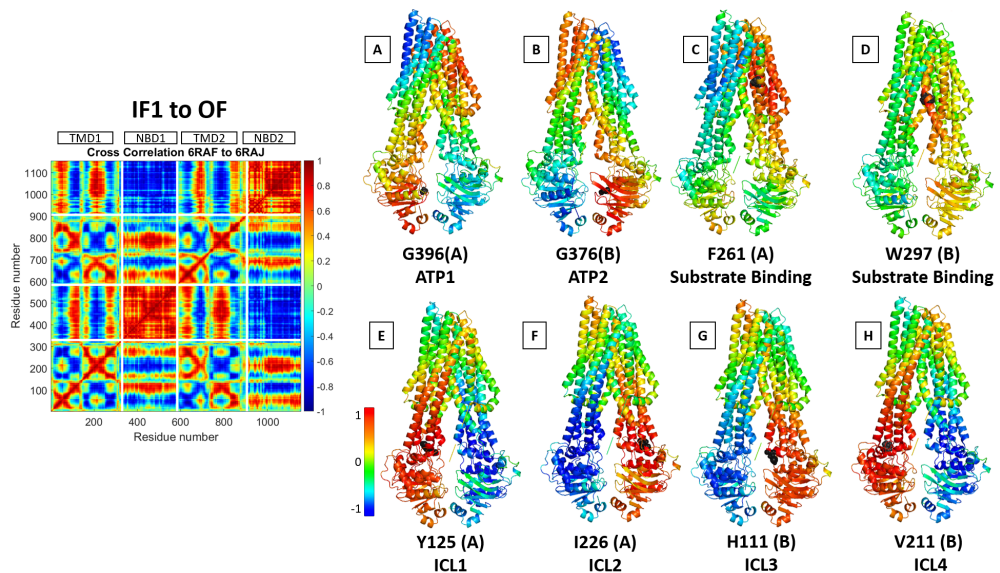 IF1 to OF
TMD1 NBD1 TMD2 NBD2
Cross Correlation 6RAF to 6RAJ
Residue number
1100
1000
900
800
700
600
500
400
300
200
100
200 400 600 800 1000
Residue number
1
0.8
0.6
0.4
0.2
0
-0.2
-0.4
-0.6
-0.8
-1
A
G396(A)
ATP1
B
G376(B)
ATP2
C
F261 (A)
Substrate Binding
D
W297 (B)
Substrate Binding
1
0
-1
E
Y125 (A)
ICL1
F
I226 (A)
ICL2
G
H111 (B)
ICL3
H
V211 (B)
ICL4